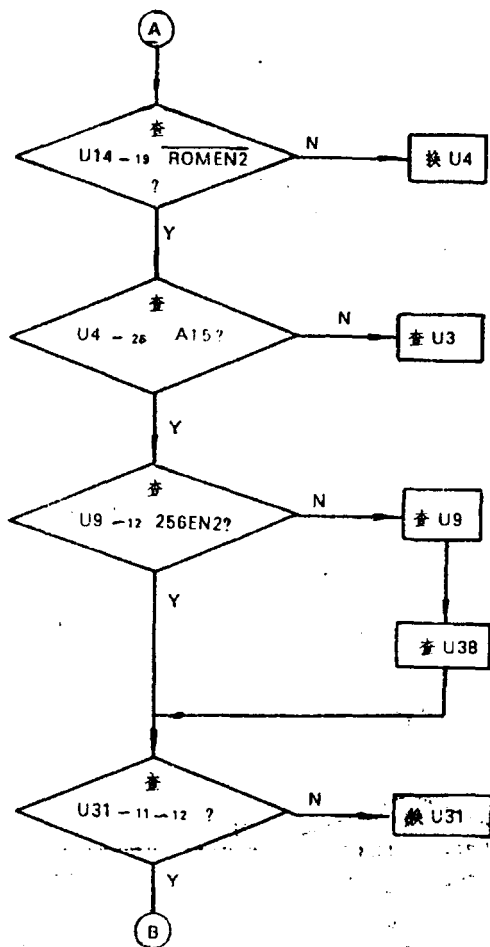 A
查
U14－19 ROMEN2
?
N
换 U4
Y
查
U4－26 A15?
N
查 U3
Y
查
U9－12 256EN2?
N
查 U9
Y
查 U38
查
U31－11－12 ?
N
换 U31
Y
B